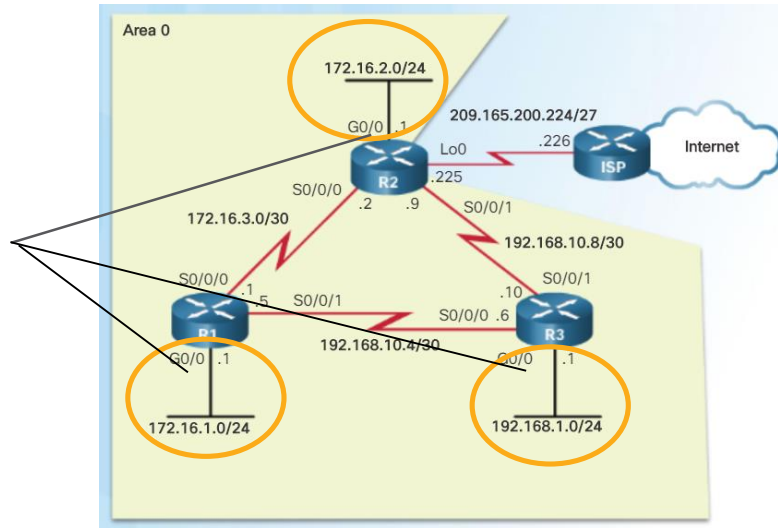 Area 0
172.16.2.0/24
G0/0 .1
209.165.200.224/27
.226
Internet
Lo0
ISP
R2
.225
S0/0/0
.2
.9
S0/0/1
172.16.3.0/30
192.168.10.8/30
S0/0/0
.1
S0/0/1
.5
S0/0/1
.10
S0/0/0
.6
R1
R3
192.168.10.4/30
G0/0 .1
G0/0 .1
172.16.1.0/24
192.168.1.0/24